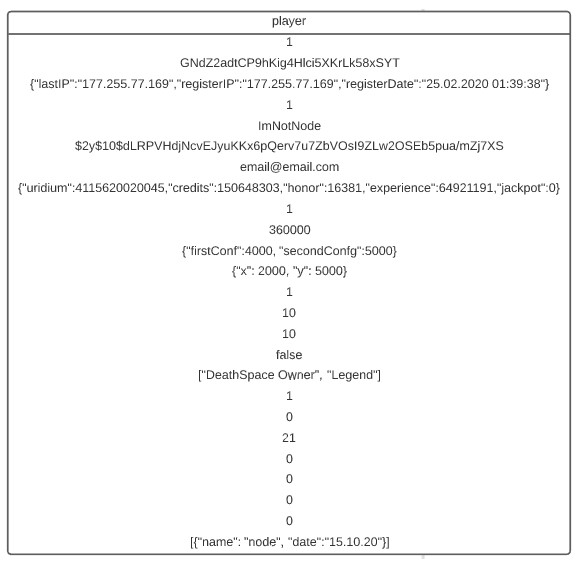 player
1
GNdZ2adtCP9hKig4Hlci5XKrLk58xSYT
{"lastIP":"177.255.77.169","registerIP":"177.255.77.169","registerDate":"25.02.2020 01:39:38"}
1
ImNotNode
$2y$10$dLRPVHdjNcvEJyuKKx6pQerv7u7ZbVOsI9ZLw2OSEb5pua/mZj7XS
email@email.com
{"uridium":4115620020045,"credits":150648303,"honor":16381,"experience":64921191,"jackpot":0}
1
360000
{"firstConf":4000, "secondConfg":5000}
{"x": 2000, "y": 5000}
1
10
10
false
["DeathSpace Owner", "Legend"]
1
0
21
0
0
0
0
[{"name": "node", "date":"15.10.20"}]